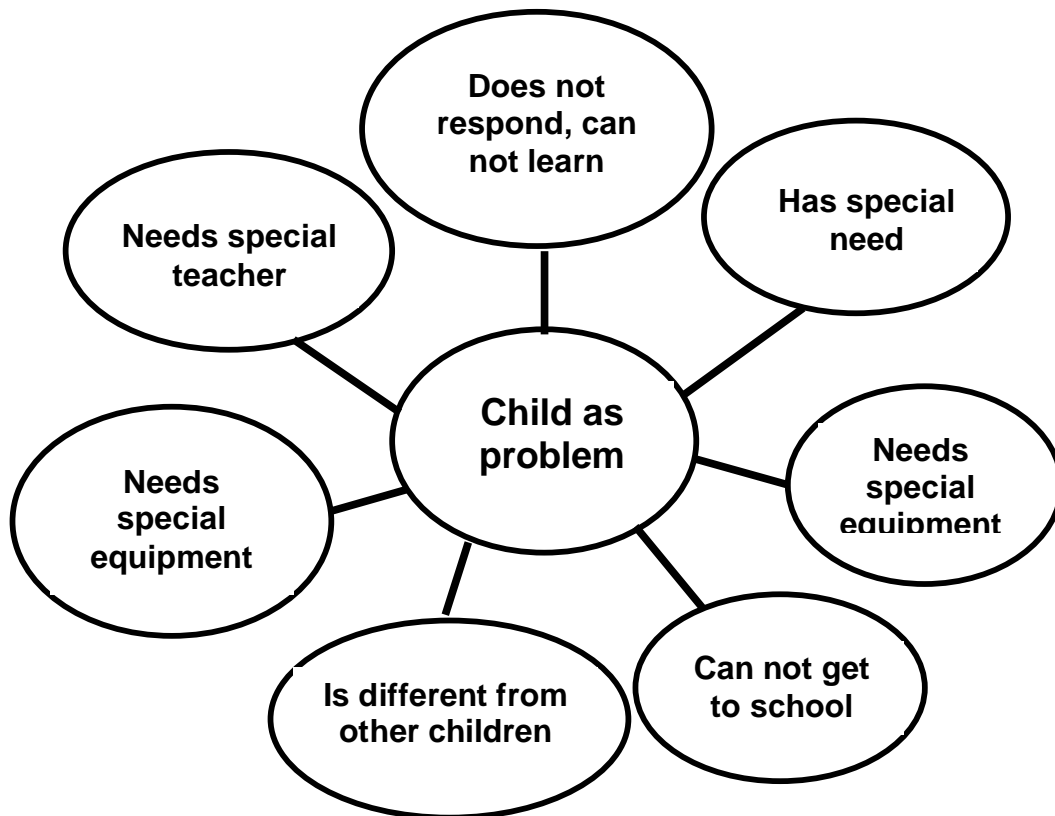 Does not
respond, can
not learn
Has special
need
Needs special
teacher
Child as
problem
Needs
special
equipment
Needs
special
equipment
Is different from
other children
Can not get
to school